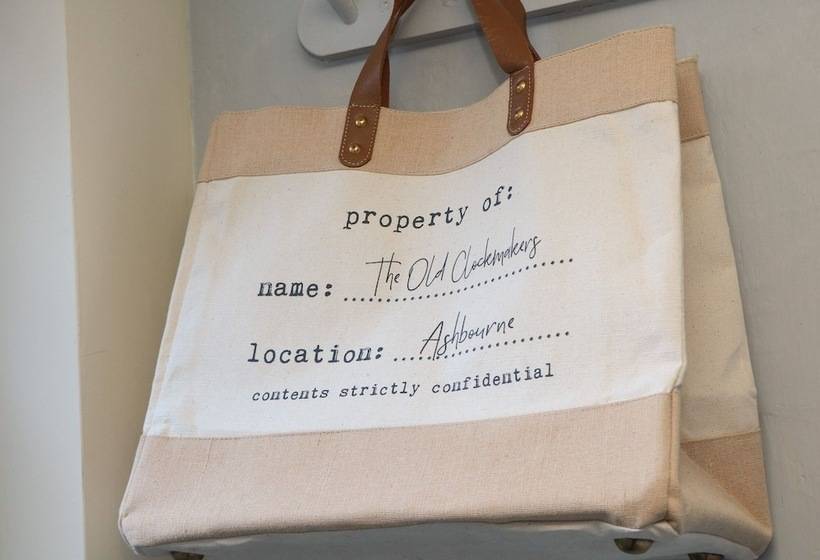 property of:
name: The Old Clockmakers
location: Ashbourne
contents strictly confidential